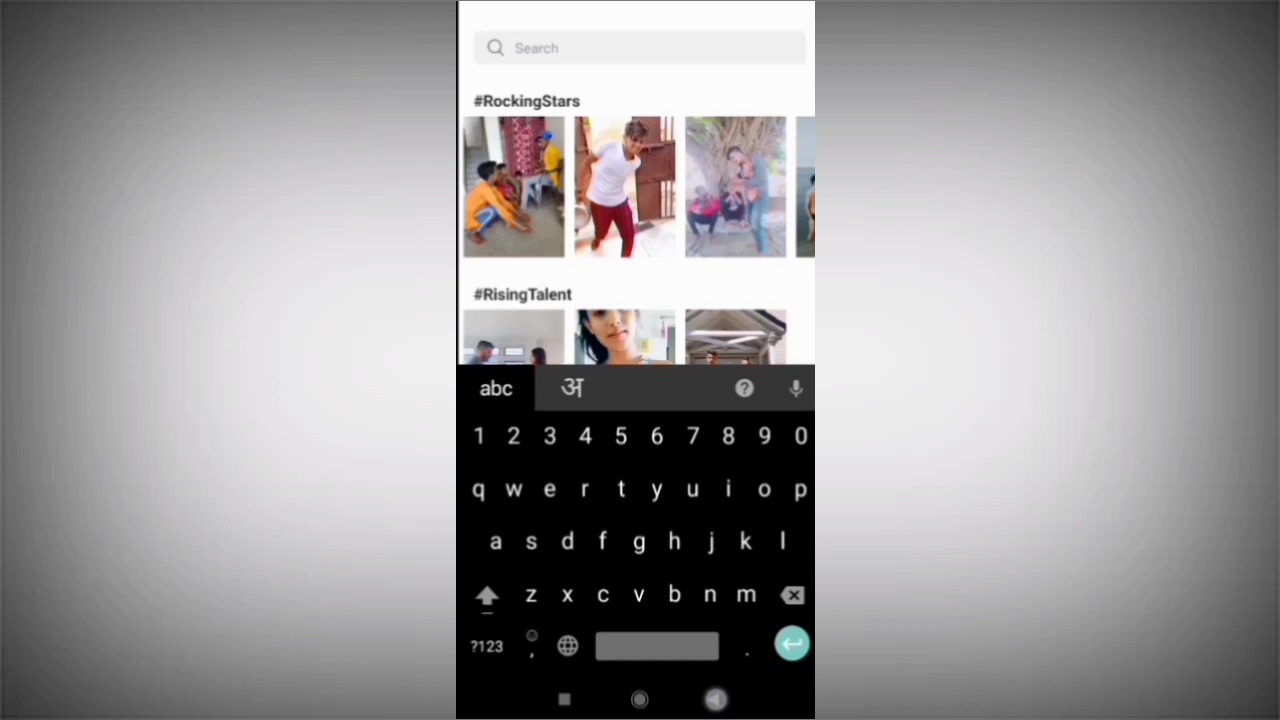 Search
#RockingStars
#RisingTalent
abc अ
1 2 3 4 5 6 7 8 9 0
q w e r t y u i o p
a s d f g h j k l
z x c v b n m
?123 , .